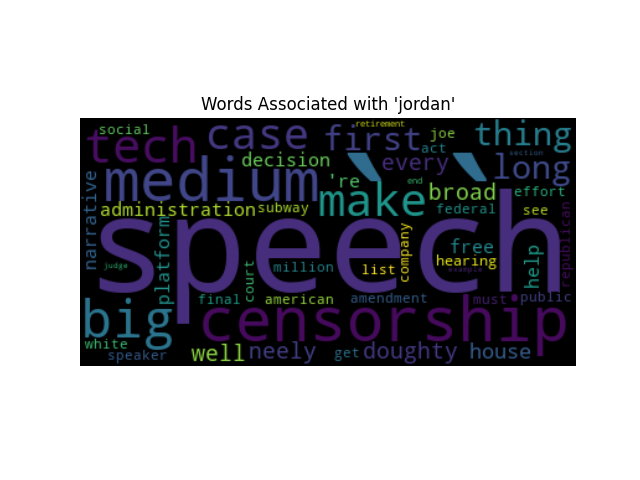 Words Associated with 'jordan'
social
retirement
tech
case
first
joe
thing
act
decision
every
``
long
section
medium
're
end
make
broad
effort
narrative
administration
subway
federal
see
republican
speech
platform
company
free
hearing
help
judge
court
million
list
example
big
final
american
amendment
must
public
censorship
white
speaker
well
neely
get
doughty
house